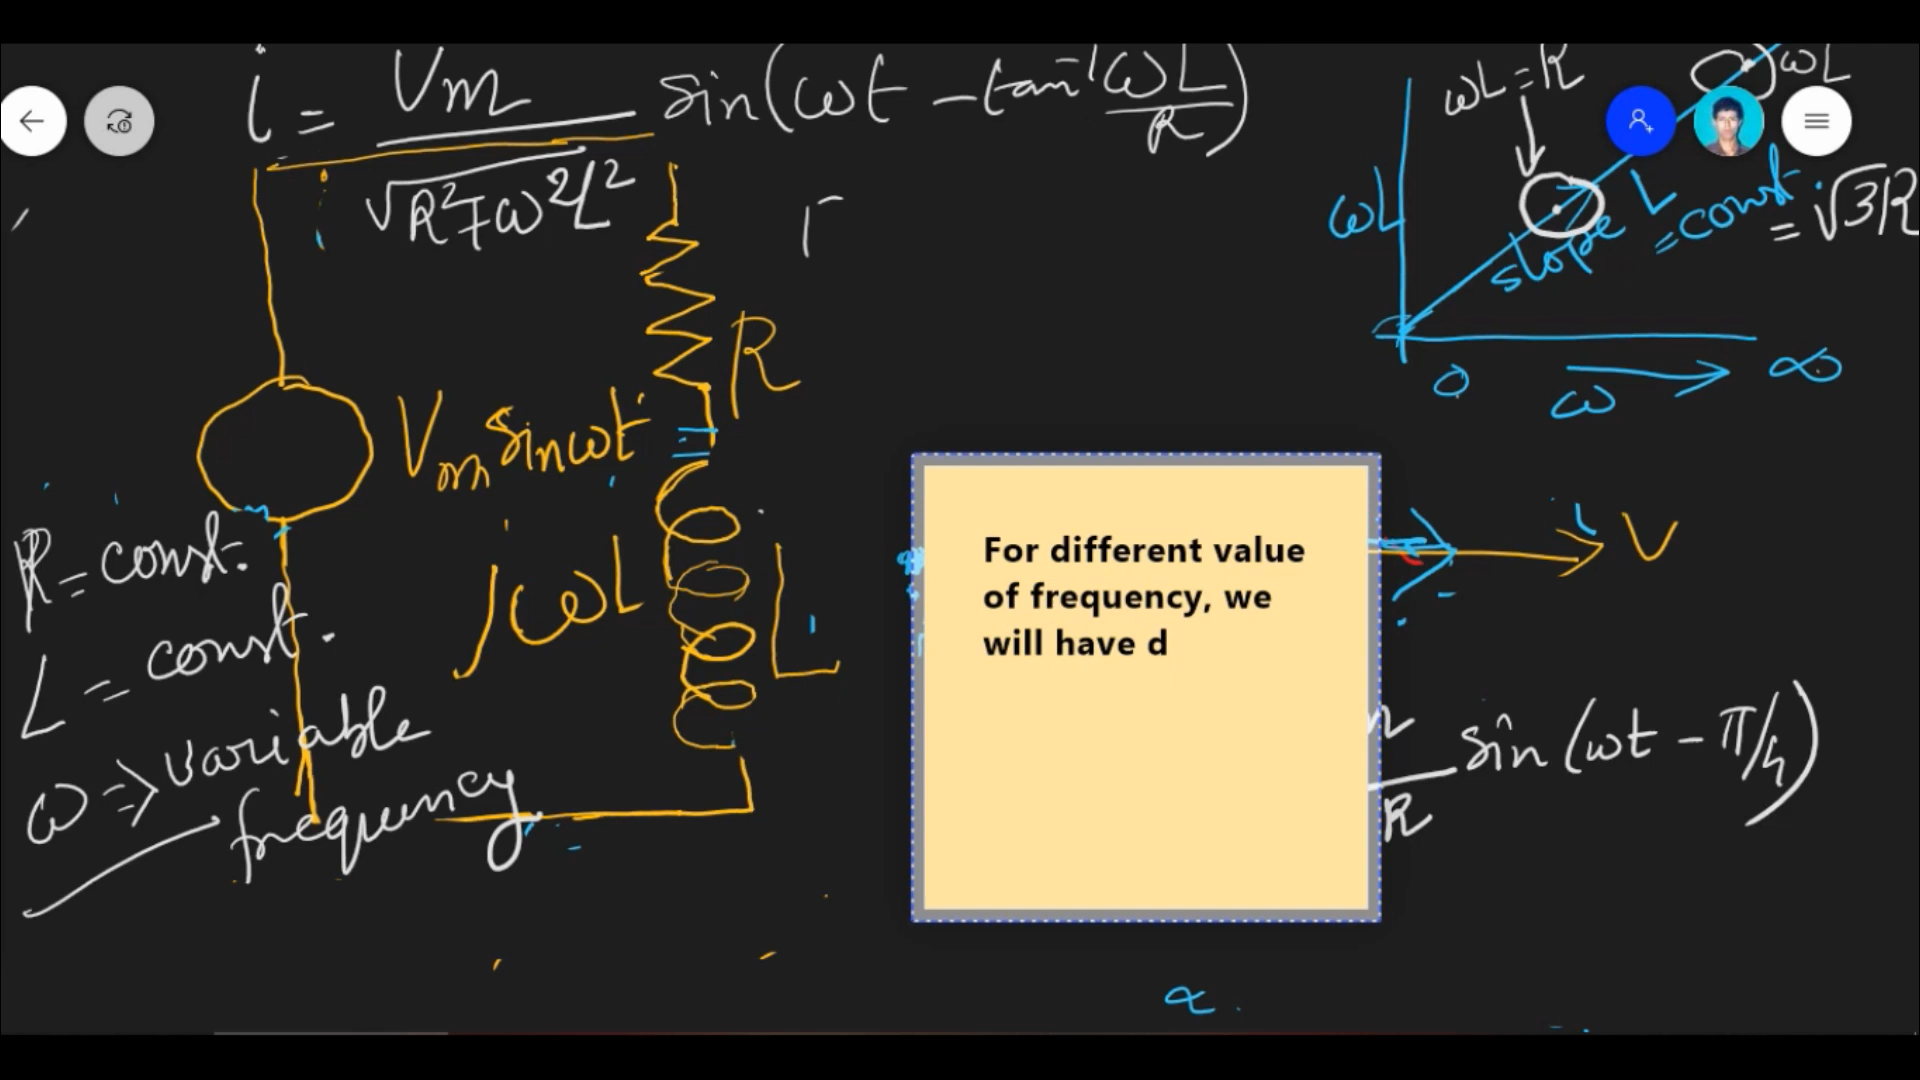 i = Vm / √R²+ω²L² sin(ωt - tan⁻¹ ωL/R)
ωL = R
ωL
= √3R
ωL
slope L
= const
0 ω ∞
R
Vm sinωt
R = const.
jωL
L
L = const.
ω => variable
frequency
V
For different value
of frequency, we
will have d
R sin(ωt - π/4)